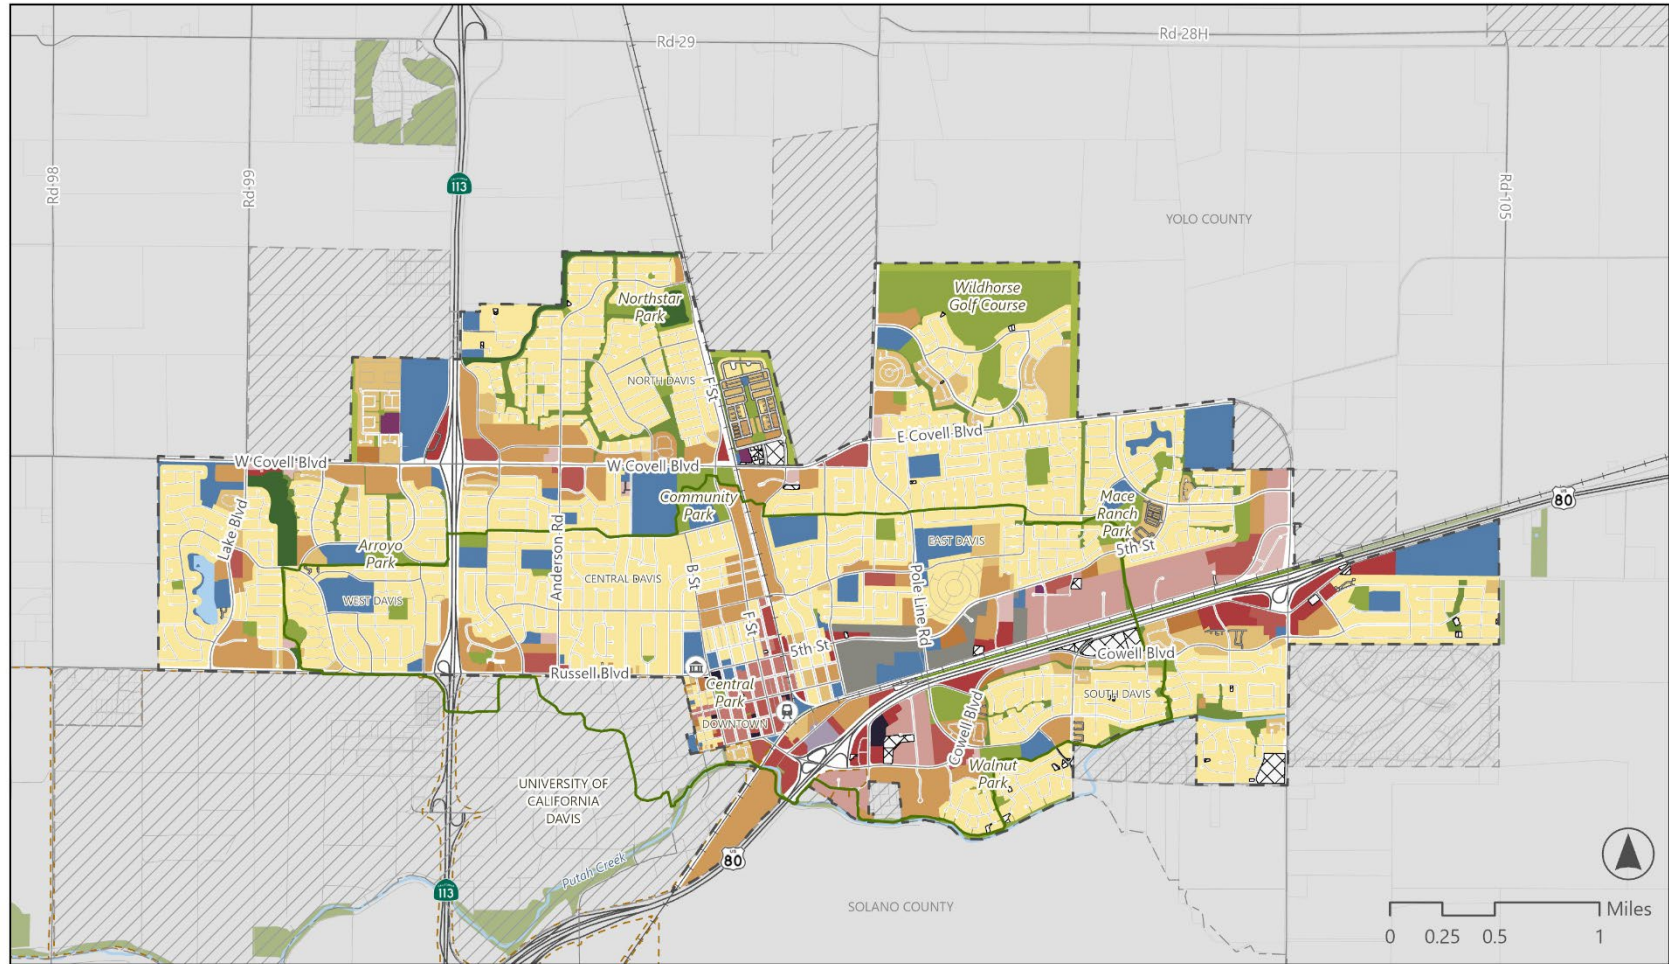 Rd 29
Rd 28H
Rd 98
Rd 99
113
Rd 105
YOLO COUNTY
Wildhorse
Golf Course
Northstar
Park
NORTH DAVIS
F St
E Covell Blvd
W Covell Blvd
W Covell Blvd
Community
Park
Mace
Ranch
Park
US
80
Lake Blvd
Arroyo
Park
Anderson Rd
B St
CENTRAL DAVIS
EAST DAVIS
5th St
WEST DAVIS
Pole Line Rd
F St
5th St
Cowell Blvd
Russell Blvd
Central
Park
DOWNTOWN
SOUTH DAVIS
Cowell Blvd
Walnut
Park
UNIVERSITY OF
CALIFORNIA
DAVIS
Putah Creek
US
80
113
SOLANO COUNTY
Miles
0 0.25 0.5 1